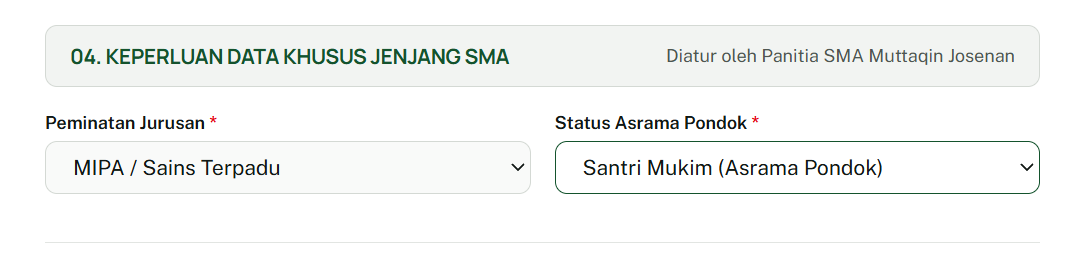 04. KEPERLUAN DATA KHUSUS JENJANG SMA
Diatur oleh Panitia SMA Muttaqin Josenan
Peminatan Jurusan *
Status Asrama Pondok *
MIPA / Sains Terpadu
Santri Mukim (Asrama Pondok)